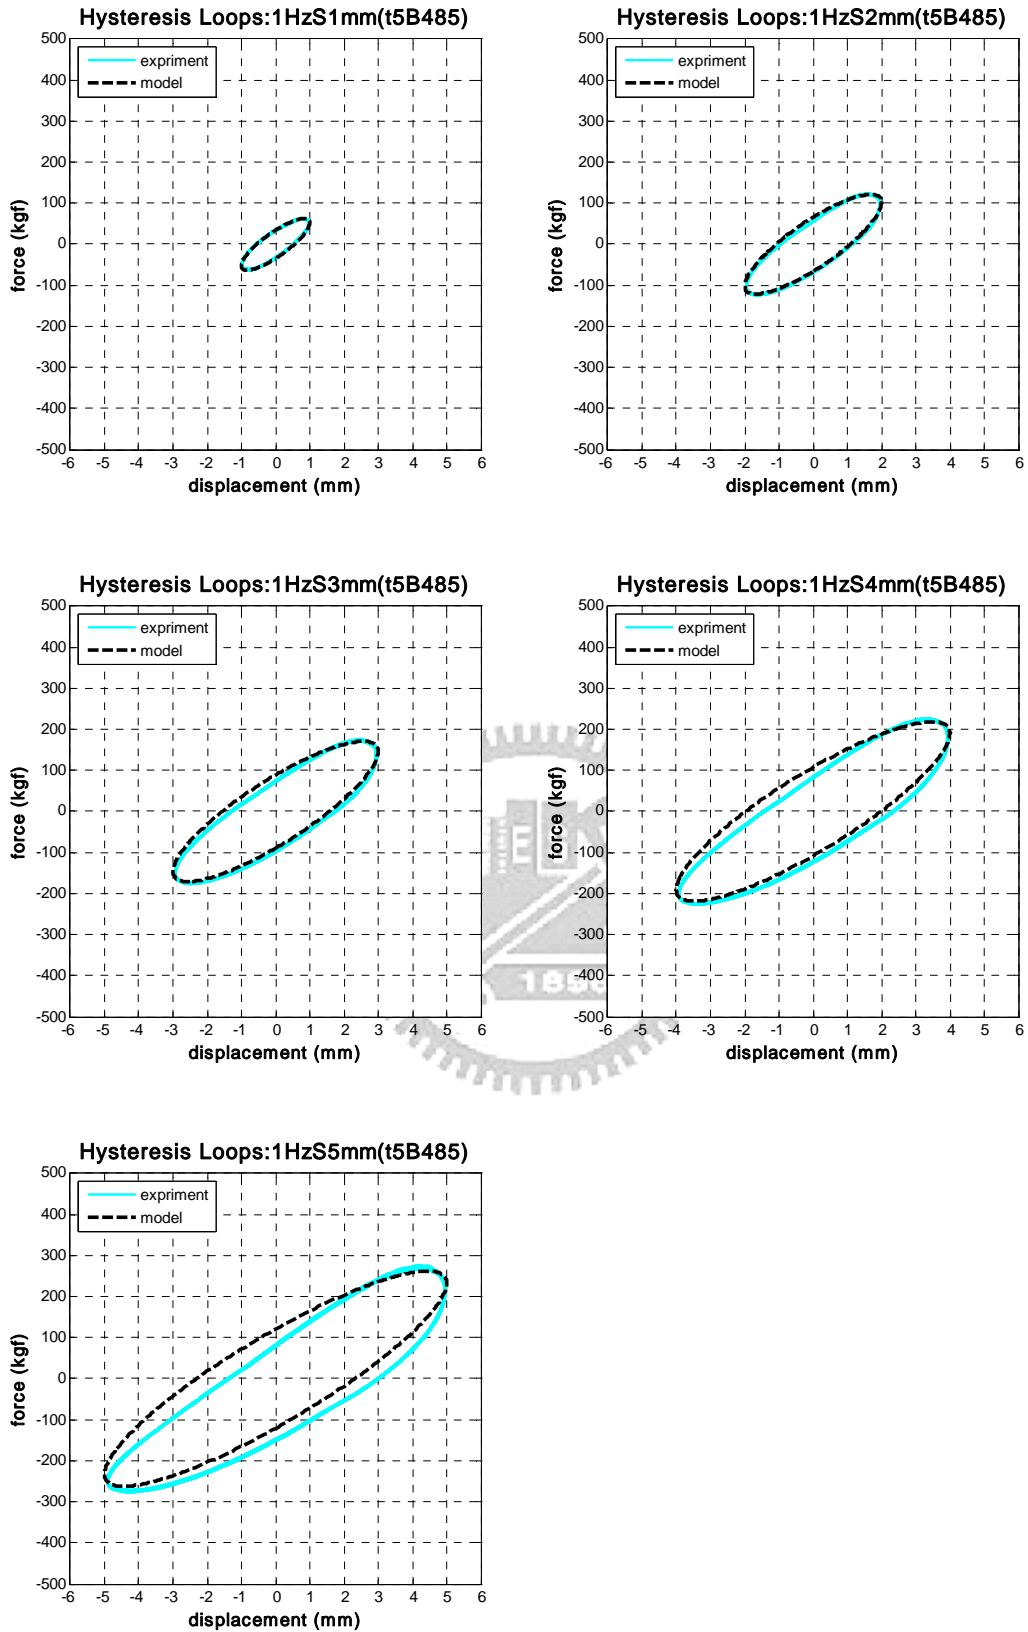 Hysteresis Loops:1HzS1mm(t5B485)
expriment
model
500
400
300
200
100
0
-100
-200
-300
-400
-500
-6 -5 -4 -3 -2 -1 0 1 2 3 4 5 6
force (kgf)
displacement (mm)
Hysteresis Loops:1HzS2mm(t5B485)
expriment
model
500
400
300
200
100
0
-100
-200
-300
-400
-500
-6 -5 -4 -3 -2 -1 0 1 2 3 4 5 6
force (kgf)
displacement (mm)
Hysteresis Loops:1HzS3mm(t5B485)
expriment
model
500
400
300
200
100
0
-100
-200
-300
-400
-500
-6 -5 -4 -3 -2 -1 0 1 2 3 4 5 6
force (kgf)
displacement (mm)
Hysteresis Loops:1HzS4mm(t5B485)
expriment
model
500
400
300
200
100
0
-100
-200
-300
-400
-500
-6 -5 -4 -3 -2 -1 0 1 2 3 4 5 6
force (kgf)
displacement (mm)
Hysteresis Loops:1HzS5mm(t5B485)
expriment
model
500
400
300
200
100
0
-100
-200
-300
-400
-500
-6 -5 -4 -3 -2 -1 0 1 2 3 4 5 6
force (kgf)
displacement (mm)